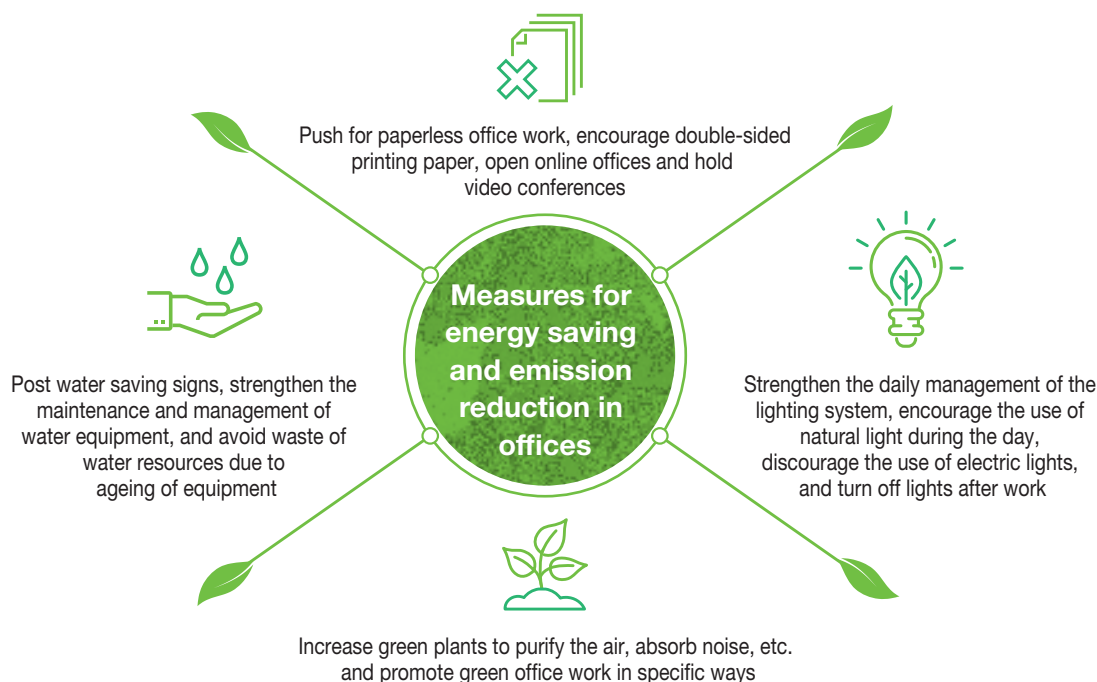 Push for paperless office work, encourage double-sided
printing paper, open online offices and hold
video conferences
Measures for
energy saving
and emission
reduction in
offices
Post water saving signs, strengthen the
maintenance and management of
water equipment, and avoid waste of
water resources due to
ageing of equipment
Strengthen the daily management of the
lighting system, encourage the use of
natural light during the day,
discourage the use of electric lights,
and turn off lights after work
Increase green plants to purify the air, absorb noise, etc.
and promote green office work in specific ways